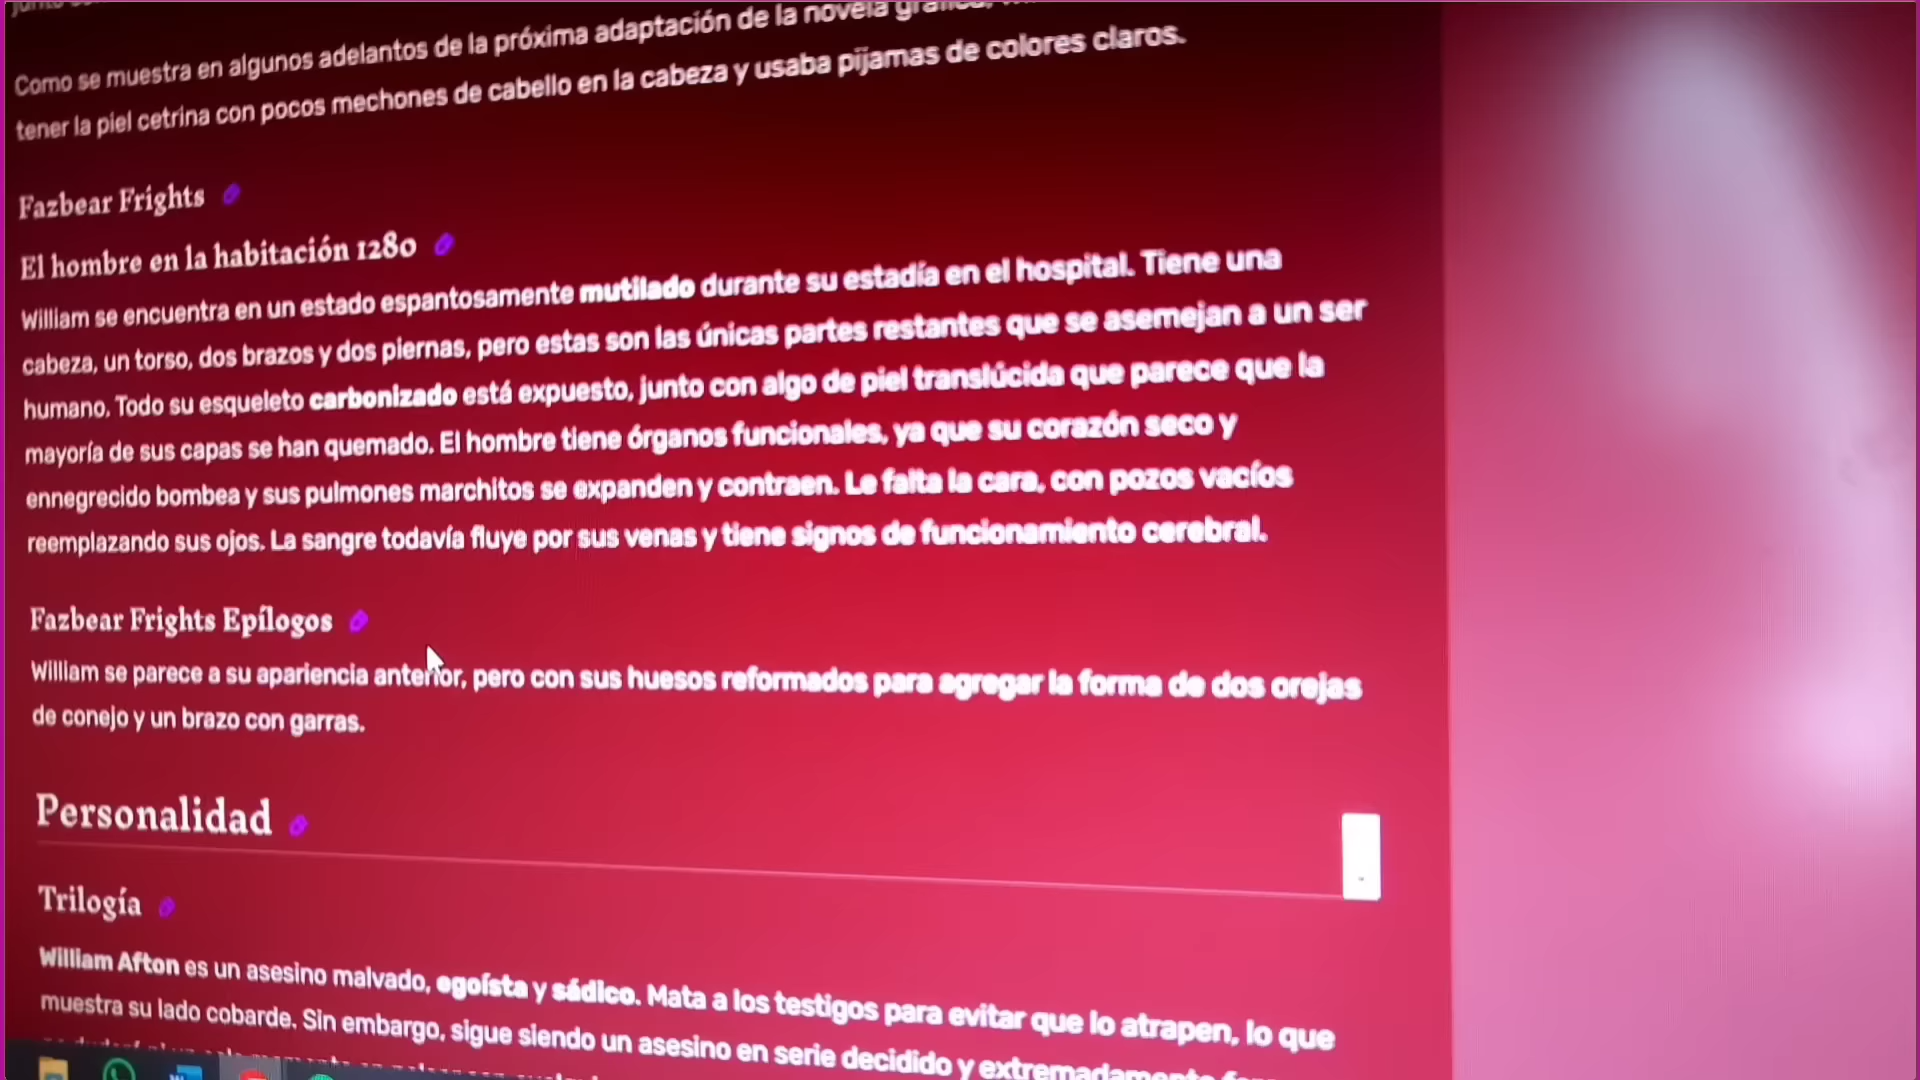 Como se muestra en algunos adelantos de la próxima adaptación de la novela
tener la piel cetrina con pocos mechones de cabello en la cabeza y usaba pijamas de colores claros.
Fazbear Frights
El hombre en la habitación 1280
William se encuentra en un estado espantosamente mutilado durante su estadía en el hospital. Tiene una
cabeza, un torso, dos brazos y dos piernas, pero estas son las únicas partes restantes que se asemejan a un ser
humano. Todo su esqueleto carbonizado está expuesto, junto con algo de piel translúcida que parece que la
mayoría de sus capas se han quemado. El hombre tiene órganos funcionales, ya que su corazón seco y
ennegrecido bombea y sus pulmones marchitos se expanden y contraen. Le falta la cara, con pozos vacíos
reemplazando sus ojos. La sangre todavía fluye por sus venas y tiene signos de funcionamiento cerebral.
Fazbear Frights Epílogos
William se parece a su apariencia anterior, pero con sus huesos reformados para agregar la forma de dos orejas
de conejo y un brazo con garras.
Personalidad
Trilogía
William Afton es un asesino malvado, egoísta y sádico. Mata a los testigos para evitar que lo atrapen, lo que
muestra su lado cobarde. Sin embargo, sigue siendo un asesino en serie decidido y extremadamente